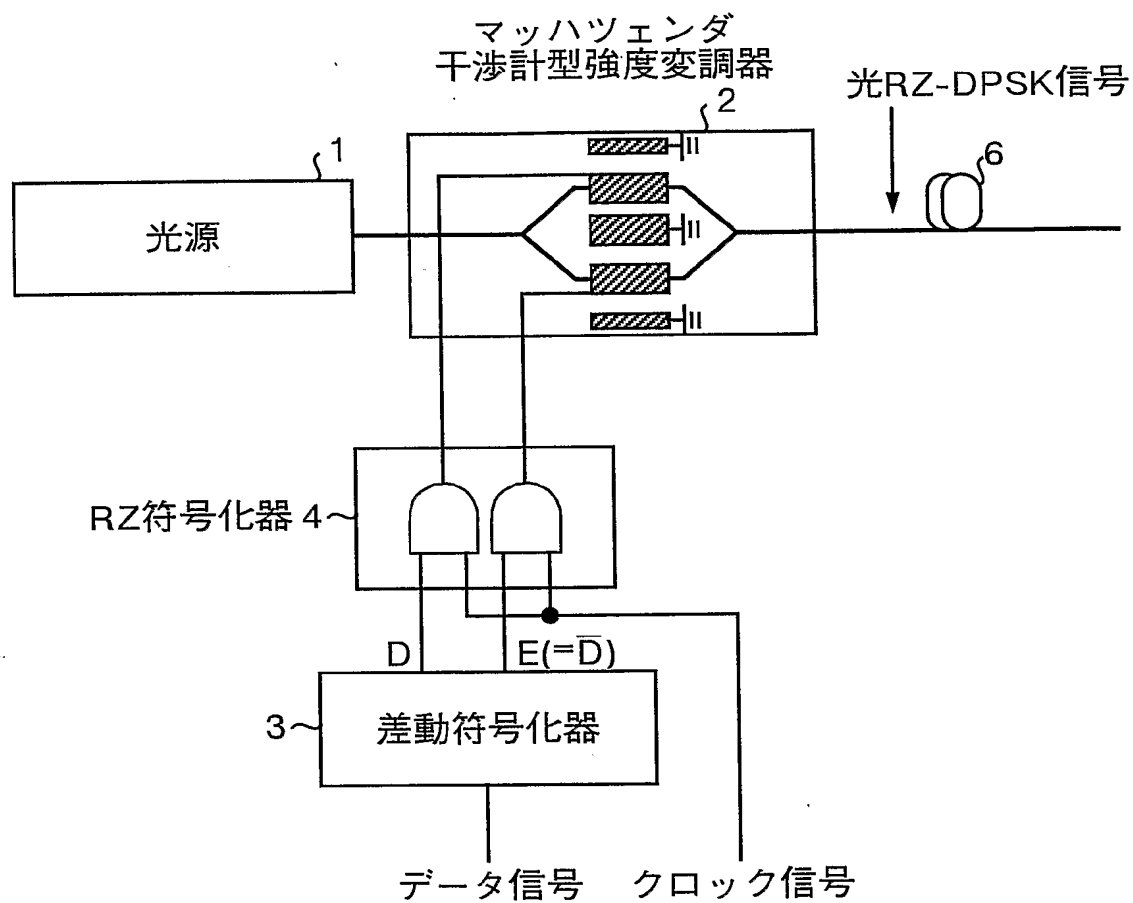 マッハツェンダ
干渉計型強度変調器
2
光RZ-DPSK信号
1
6
光源
RZ符号化器 4
D
E(=D̅)
3
差動符号化器
データ信号
クロック信号